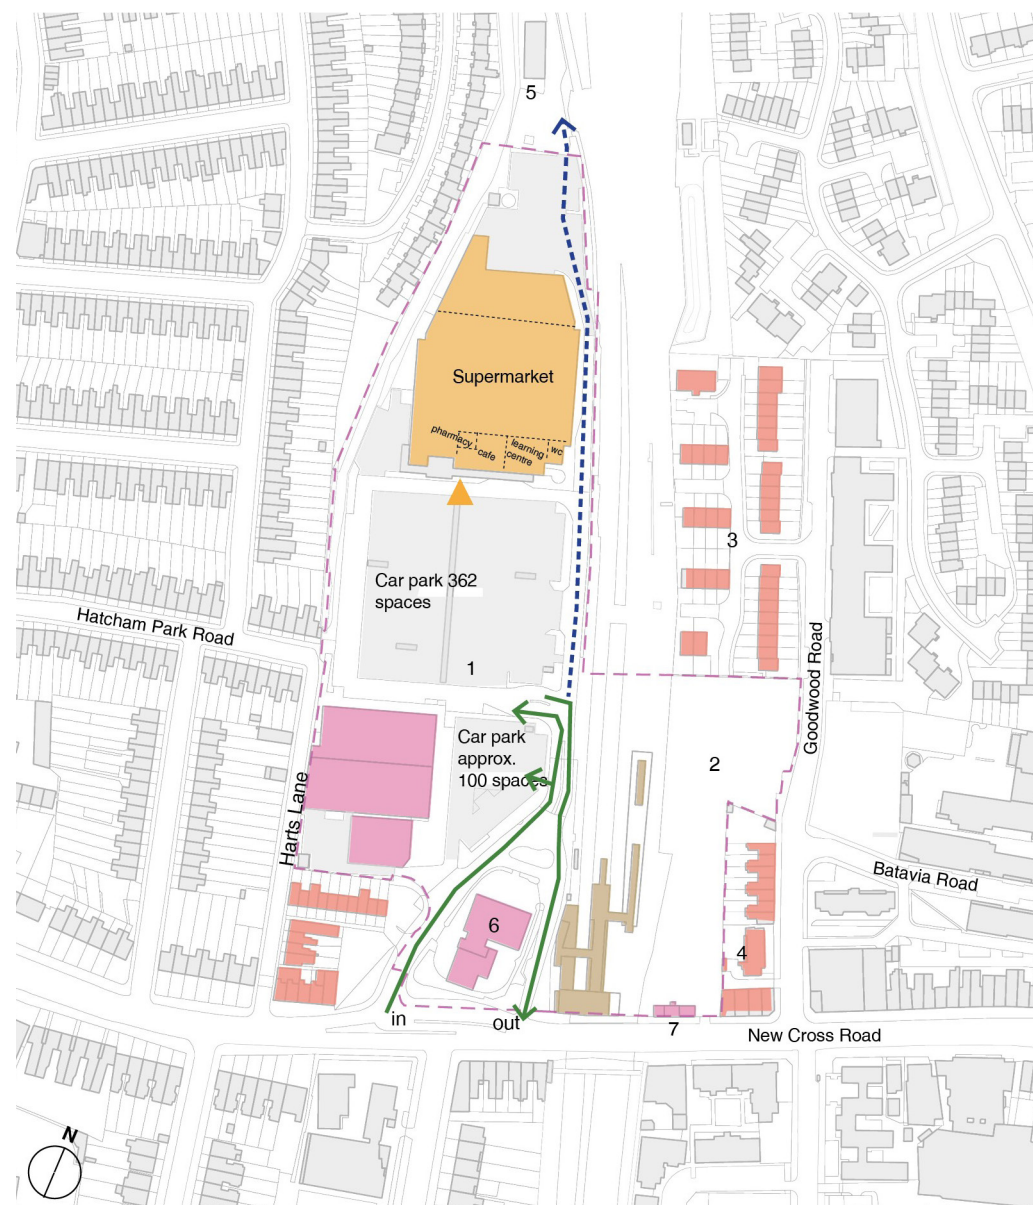 5
Supermarket
pharmacy
cafe
learning
centre
wc
3
Car park 362
spaces
Hatcham Park Road
1
Goodwood Road
Car park
approx.
100 spaces
2
Harts Lane
Batavia Road
6
4
in
out
7
New Cross Road
N